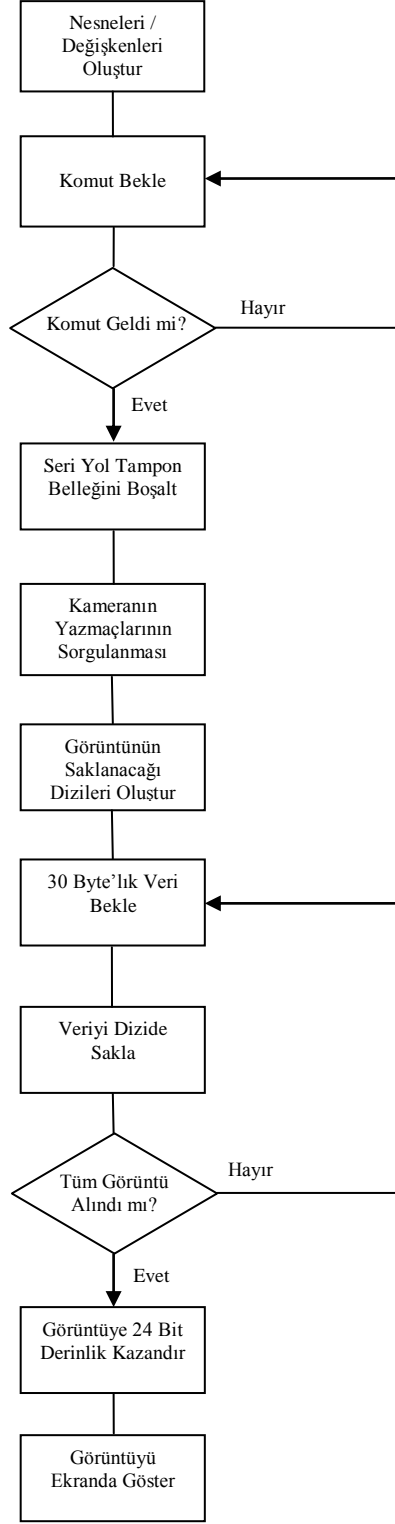 Nesneleri /
Değişkenleri
Oluştur
Komut Bekle
Komut Geldi mi?
Hayır
Evet
Seri Yol Tampon
Belleğini Boşalt
Kameranın
Yazmaçlarının
Sorgulanması
Görüntünün
Saklanacağı
Dizileri Oluştur
30 Byte’lık Veri
Bekle
Veriyi Dizide
Sakla
Tüm Görüntü
Alındı mı?
Hayır
Evet
Görüntüye 24 Bit
Derinlik Kazandır
Görüntüyü
Ekranda Göster